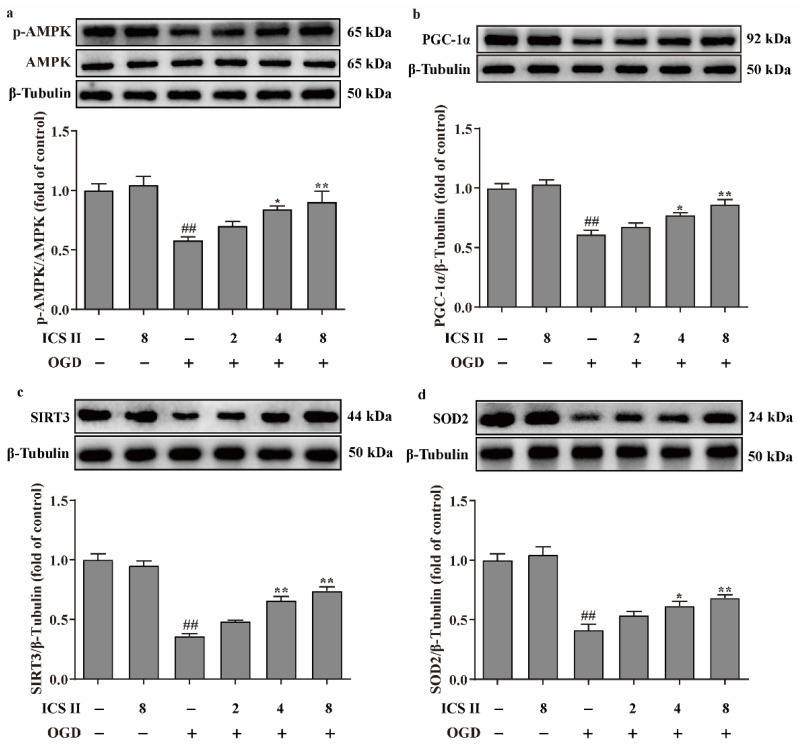 a
p-AMPK 65 kDa
AMPK 65 kDa
β-Tubulin 50 kDa
p-AMPK/AMPK (fold of control)
1.5
1.0
0.5
0.0
## * **
ICS II – 8 – 2 4 8
OGD – – + + + +
b
PGC-1α 92 kDa
β-Tubulin 50 kDa
PGC-1α/β-Tubulin (fold of control)
1.5
1.0
0.5
0.0
## * **
ICS II – 8 – 2 4 8
OGD – – + + + +
c
SIRT3 44 kDa
β-Tubulin 50 kDa
SIRT3/β-Tubulin (fold of control)
1.5
1.0
0.5
0.0
## ** **
ICS II – 8 – 2 4 8
OGD – – + + + +
d
SOD2 24 kDa
β-Tubulin 50 kDa
SOD2/β-Tubulin (fold of control)
1.5
1.0
0.5
0.0
## * **
ICS II – 8 – 2 4 8
OGD – – + + + +